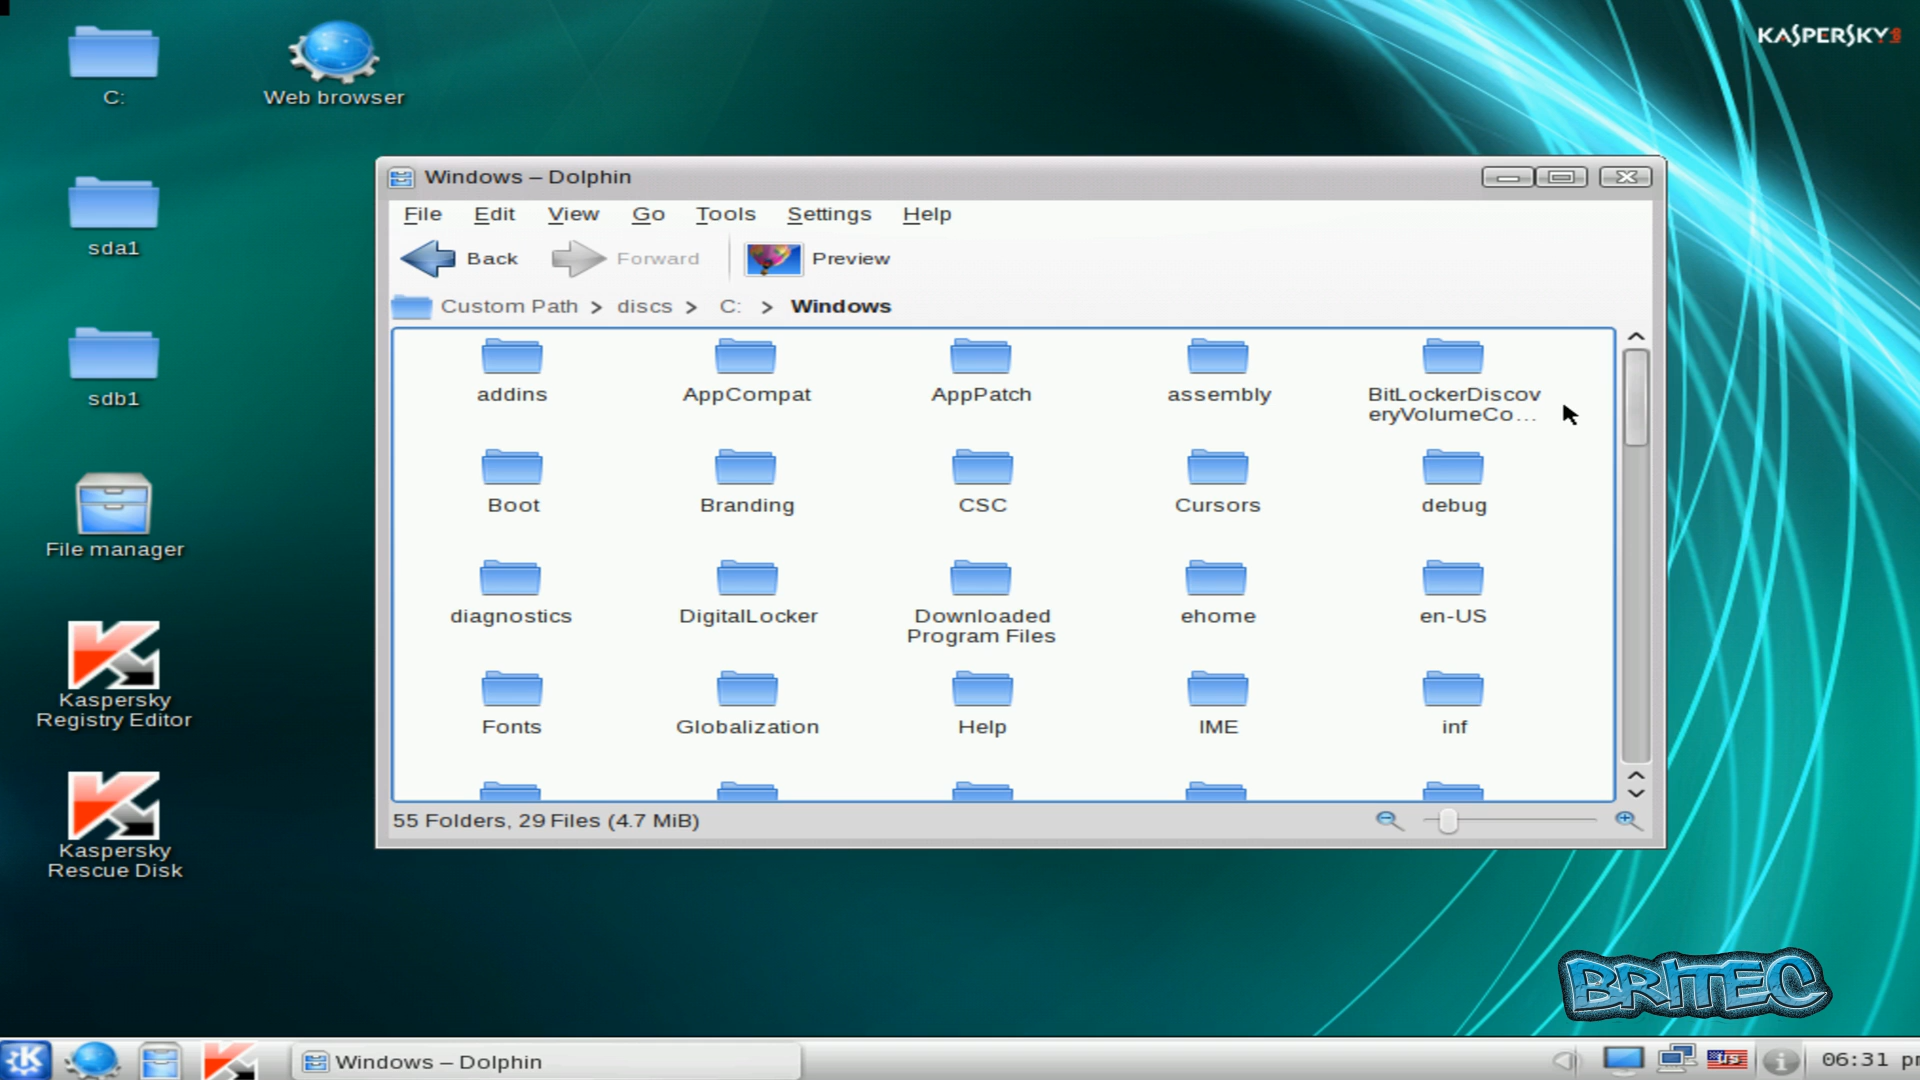 KASPERSKY
C:
Web browser
sda1
sdb1
File manager
Kaspersky
Registry Editor
Kaspersky
Rescue Disk
Windows – Dolphin
File Edit View Go Tools Settings Help
Back Forward Preview
Custom Path > discs > C: > Windows
addins AppCompat AppPatch assembly BitLockerDiscov
eryVolumeCo...
Boot Branding CSC Cursors debug
diagnostics DigitalLocker Downloaded
Program Files ehome en-US
Fonts Globalization Help IME inf
55 Folders, 29 Files (4.7 MiB)
BRITEC
Windows – Dolphin
US
06:31 pm